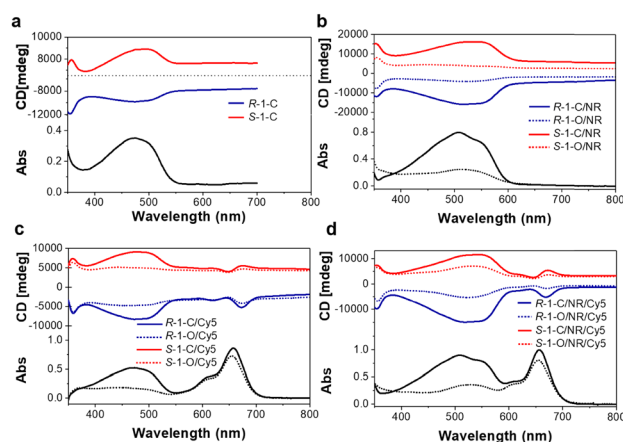 a
10000
8000
-8000
-12000
CD[mdeg]
R-1-C
S-1-C
0.4
0.2
0.0
Abs
400 500 600 700 800
Wavelength (nm)
b
20000
10000
0
-10000
-20000
CD [mdeg]
R-1-C/NR
R-1-O/NR
S-1-C/NR
S-1-O/NR
0.8
0.4
0.0
Abs
400 500 600 700 800
Wavelength (nm)
c
10000
5000
0
-5000
-10000
CD [mdeg]
R-1-C/Cy5
R-1-O/Cy5
S-1-C/Cy5
S-1-O/Cy5
1.0
0.5
0.0
Abs
400 500 600 700 800
Wavelength (nm)
d
10000
0
-10000
CD [mdeg]
R-1-C/NR/Cy5
R-1-O/NR/Cy5
S-1-C/NR/Cy5
S-1-O/NR/Cy5
1.0
0.5
0.0
Abs
400 500 600 700 800
Wavelength (nm)